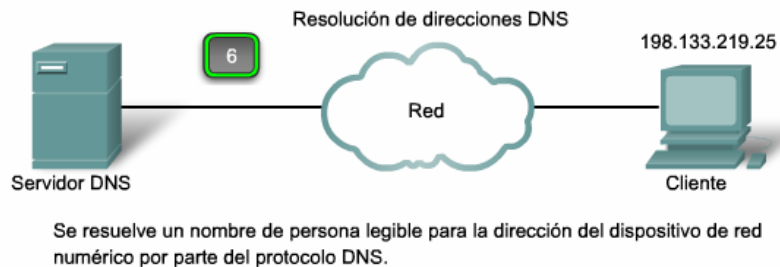 Resolución de direcciones DNS
198.133.219.25
6
Red
Servidor DNS
Cliente
Se resuelve un nombre de persona legible para la dirección del dispositivo de red
numérico por parte del protocolo DNS.